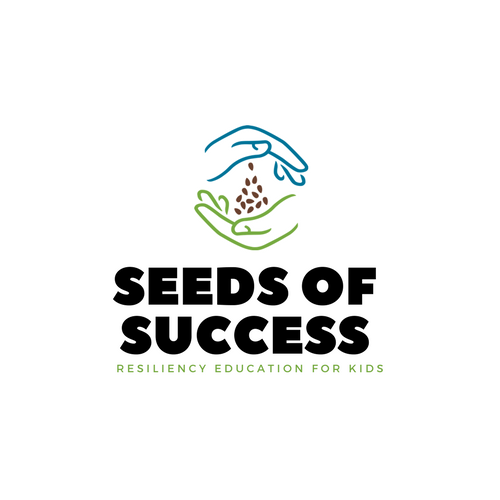 SEEDS OF
SUCCESS
RESILIENCY EDUCATION FOR KIDS